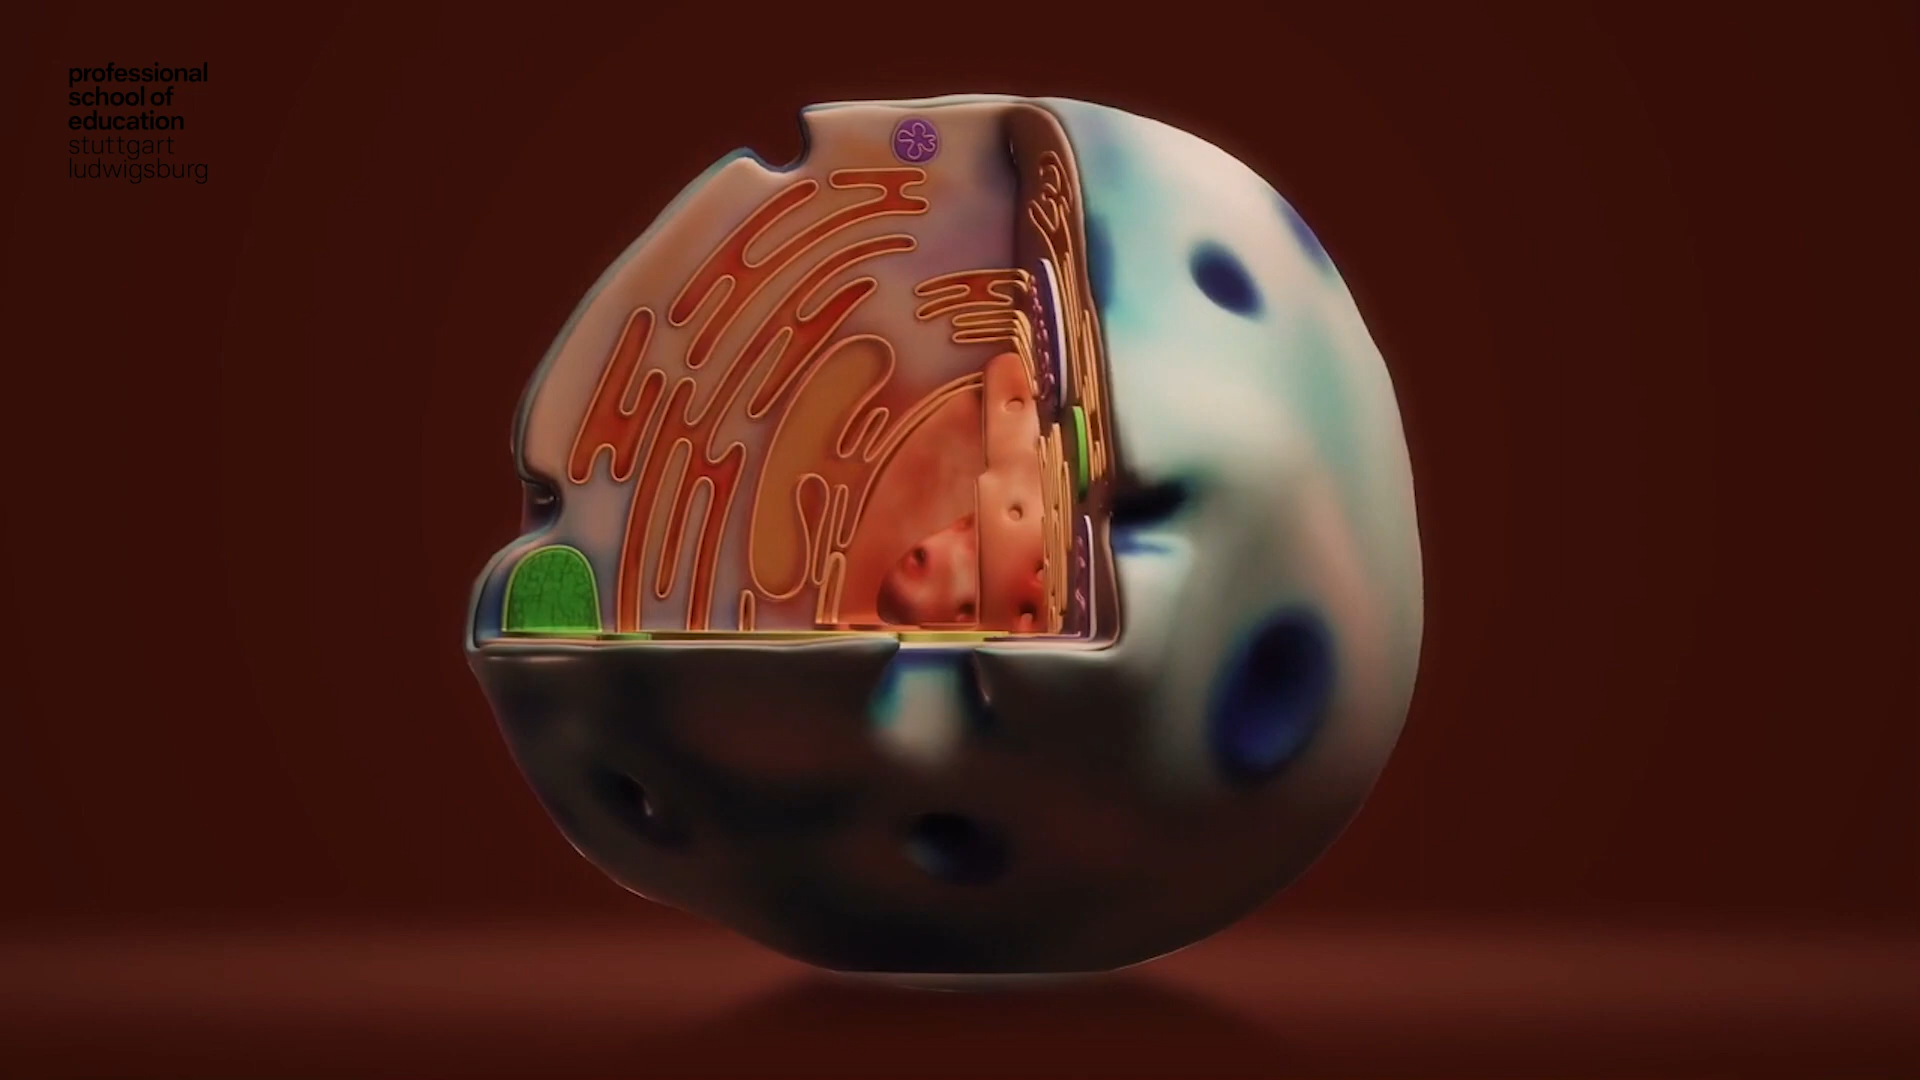 professional
school of
education
stuttgart
ludwigsburg